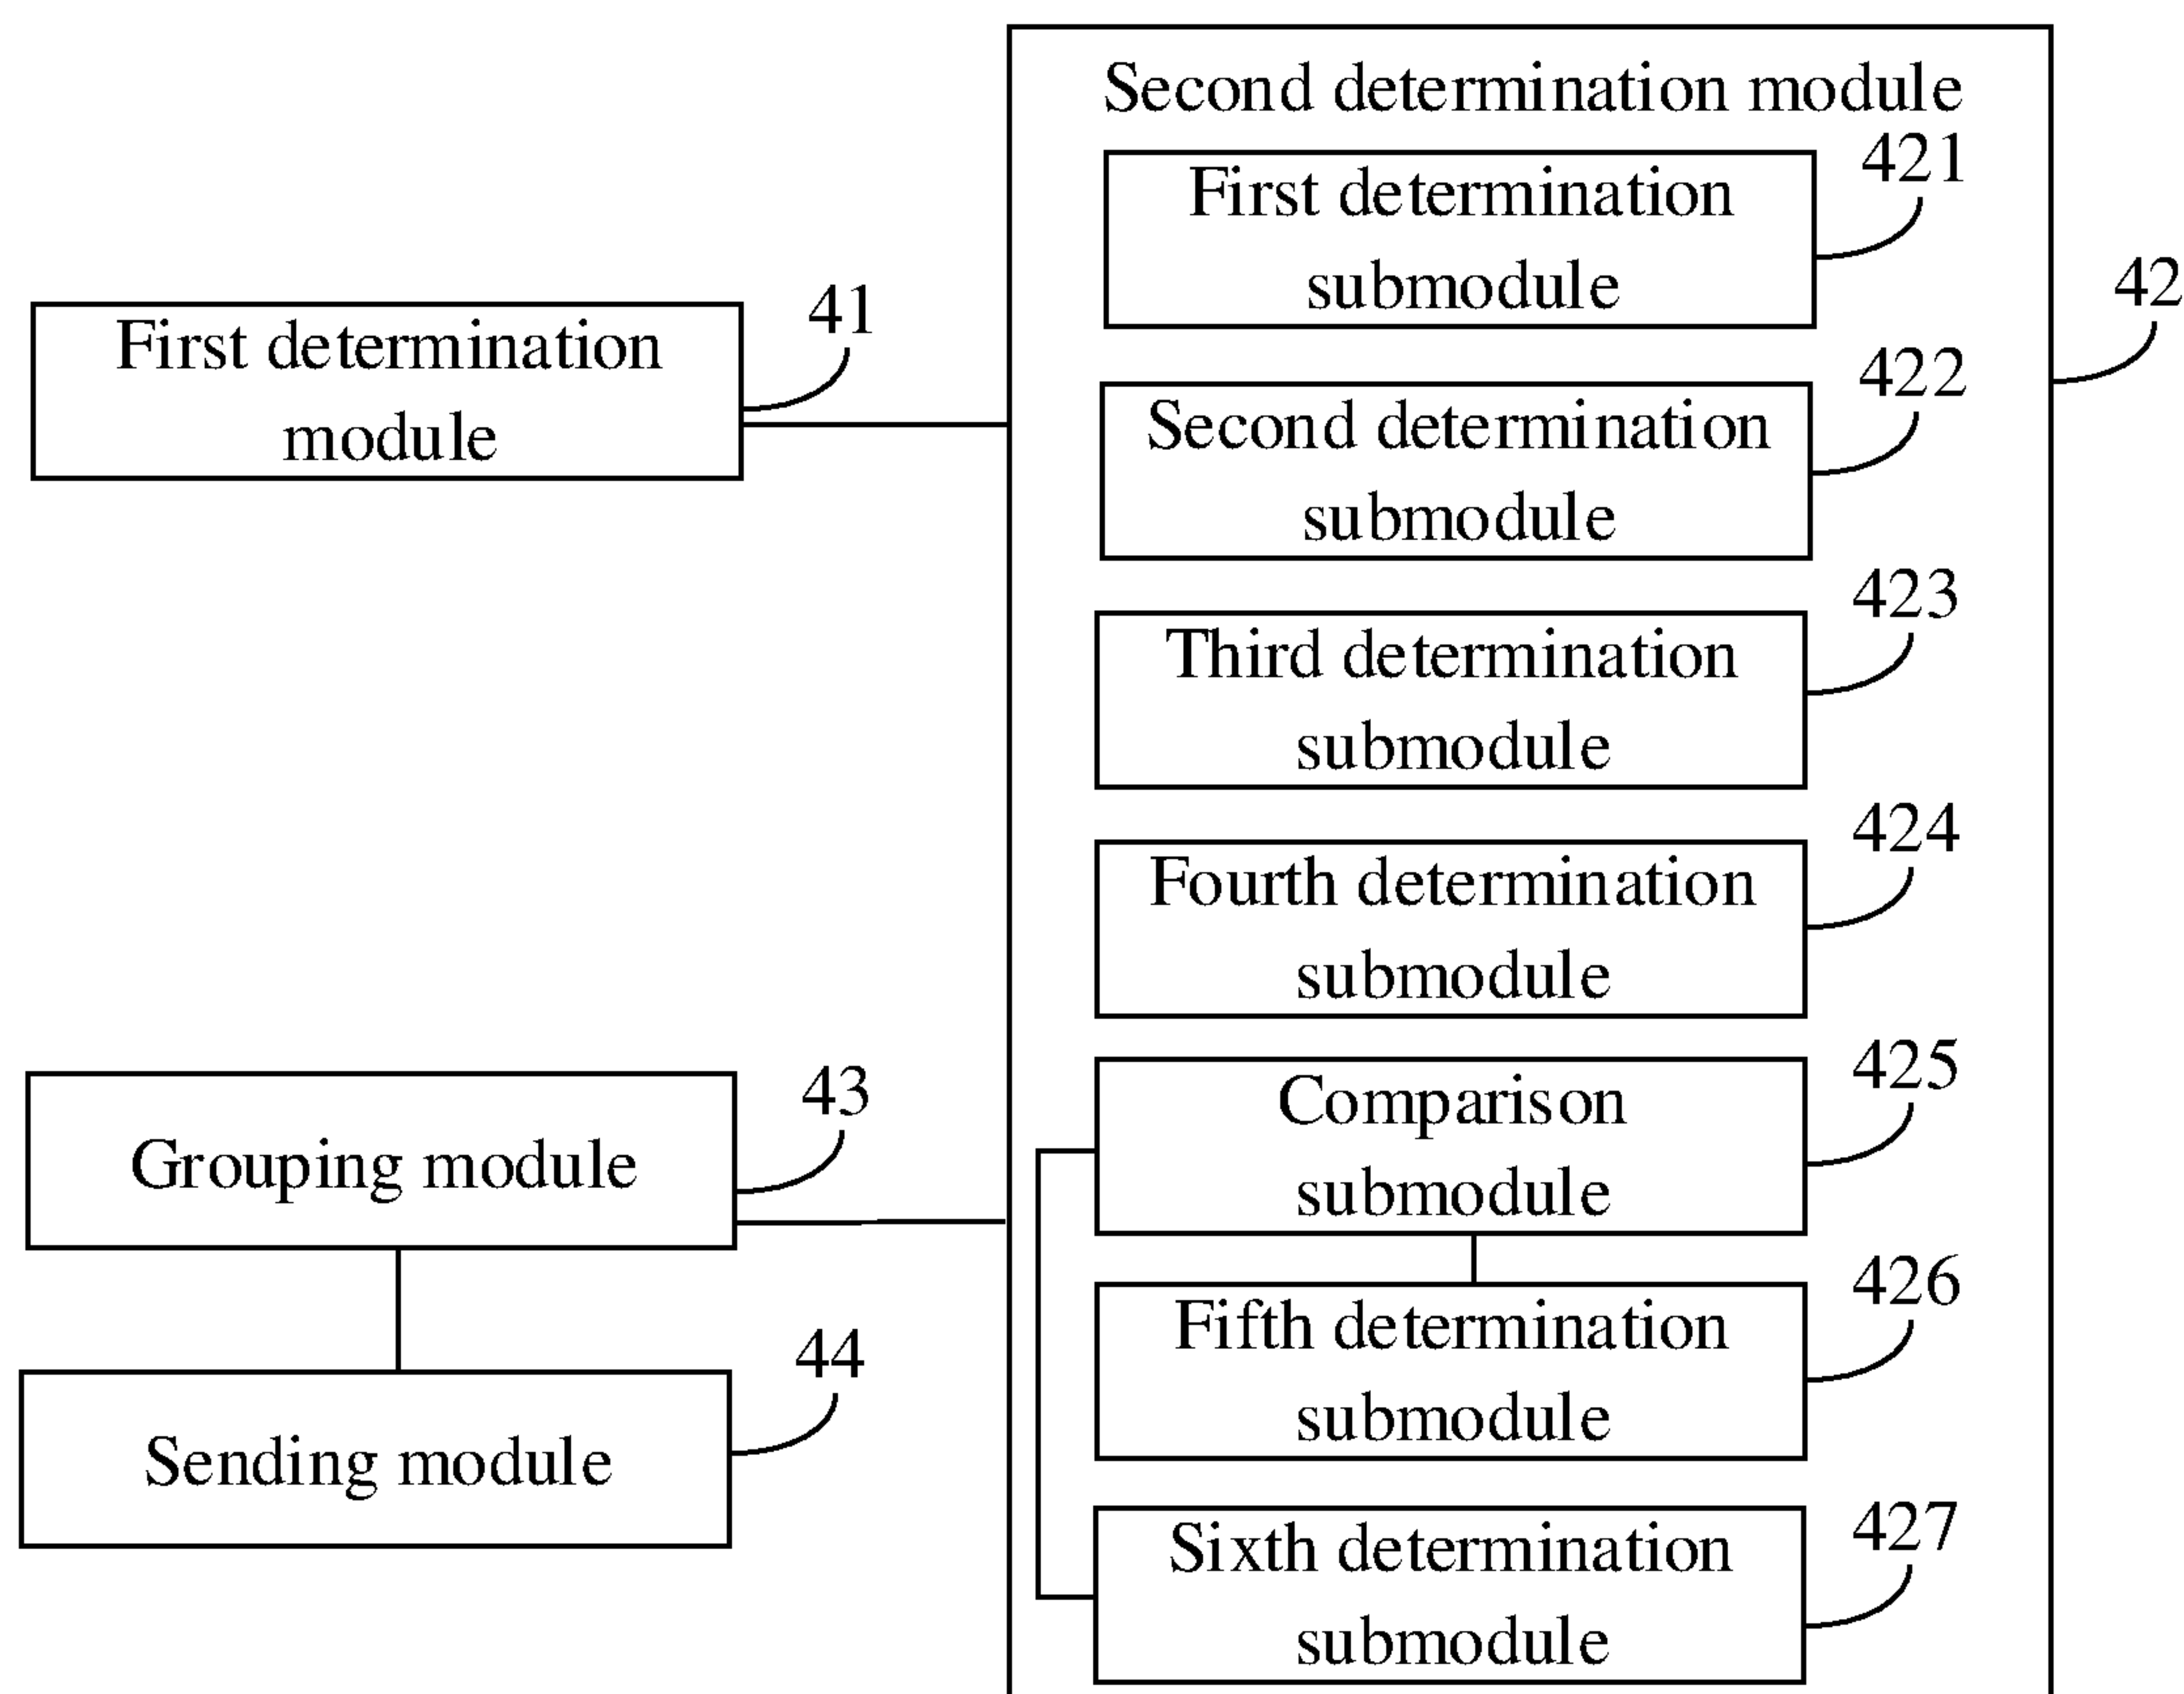 Second determination module
421
First determination
submodule
42
41
First determination
module
422
Second determination
submodule
423
Third determination
submodule
424
Fourth determination
submodule
425
Comparison
submodule
43
Grouping module
426
Fifth determination
submodule
44
Sending module
427
Sixth determination
submodule